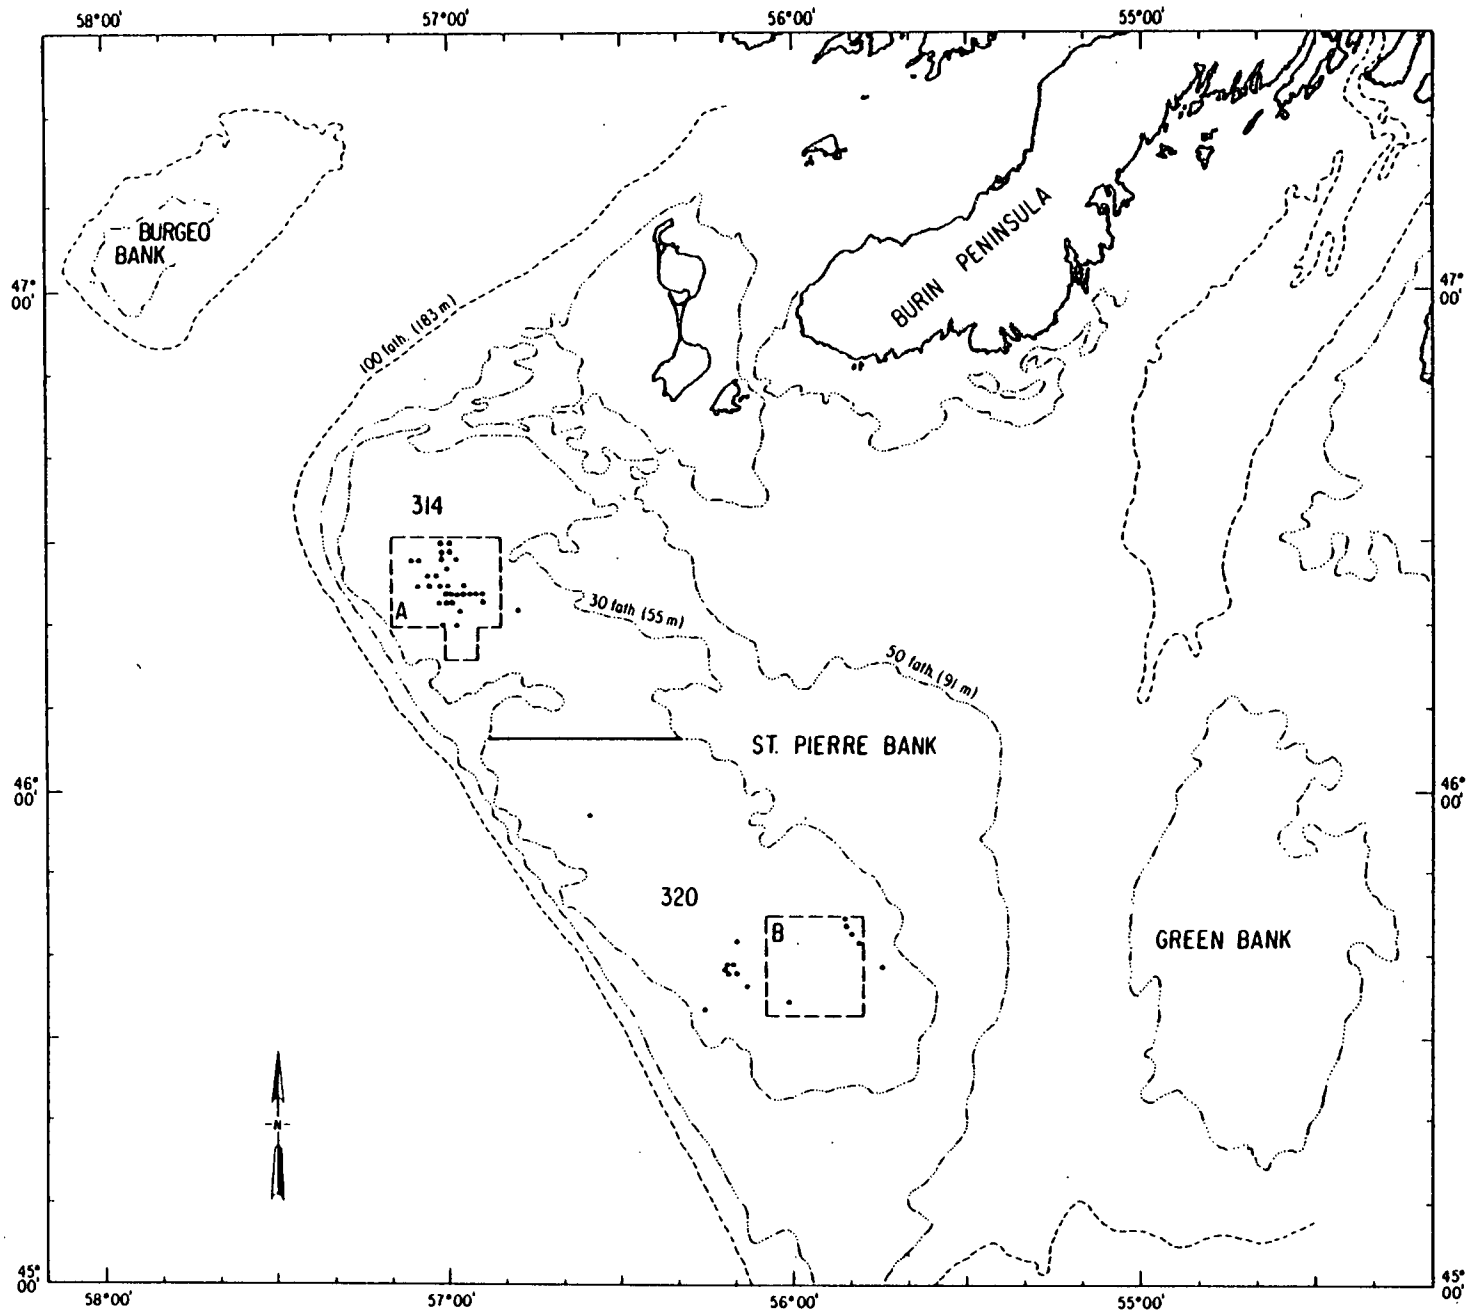 58°00'
57°00'
56°00'
55°00'
BURGEO
BANK
BURIN PENINSULA
47°
00'
47°
00'
100 fath. (183 m)
314
A
30 fath. (55 m)
50 fath. (91 m)
ST. PIERRE BANK
46°
00'
46°
00'
320
B
GREEN BANK
N
45°
00'
45°
00'
58°00'
57°00'
56°00'
55°00'